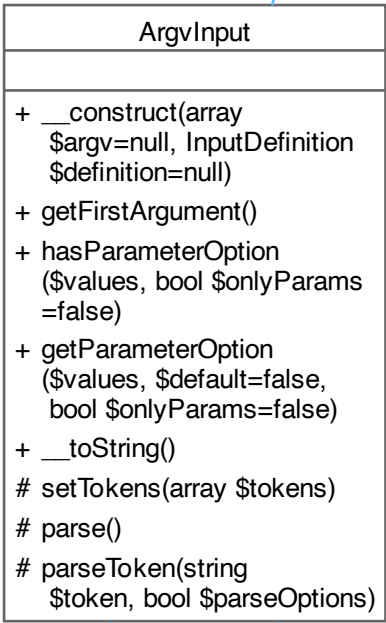 ArgvInput
+ __construct(array
$argv=null, InputDefinition
$definition=null)
+ getFirstArgument()
+ hasParameterOption
($values, bool $onlyParams
=false)
+ getParameterOption
($values, $default=false,
bool $onlyParams=false)
+ __toString()
# setTokens(array $tokens)
# parse()
# parseToken(string
$token, bool $parseOptions)